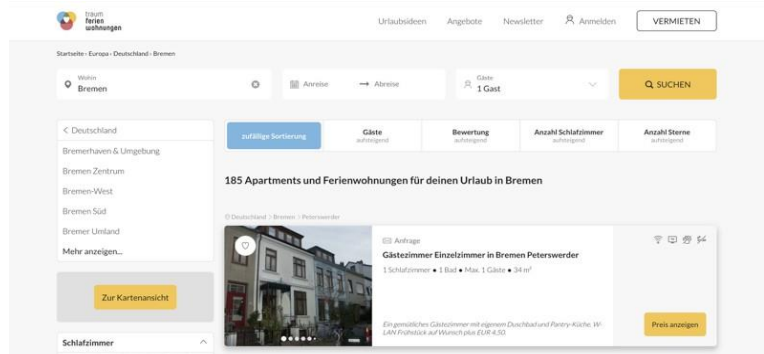 traum
ferien
wohnungen
Urlaubsideen
Angebote
Newsletter
Anmelden
VERMIETEN
Startseite › Europa › Deutschland › Bremen
Wohin
Bremen
Anreise → Abreise
Gäste
1 Gast
SUCHEN
< Deutschland
Bremerhaven & Umgebung
Bremen Zentrum
Bremen-West
Bremen Süd
Bremer Umland
Mehr anzeigen...
Zur Kartenansicht
Schlafzimmer
zufällige Sortierung
Gäste
aufsteigend
Bewertung
aufsteigend
Anzahl Schlafzimmer
aufsteigend
Anzahl Sterne
aufsteigend
185 Apartments und Ferienwohnungen für deinen Urlaub in Bremen
Deutschland > Bremen > Peterswerder
Anfrage
Gästezimmer Einzelzimmer in Bremen Peterswerder
1 Schlafzimmer • 1 Bad • Max. 1 Gäste • 34 m²
Ein gemütliches Gästezimmer mit eigenem Duschbad und Pantry-Küche. W-
LAN Frühstück auf Wunsch plus EUR 4,50.
Preis anzeigen